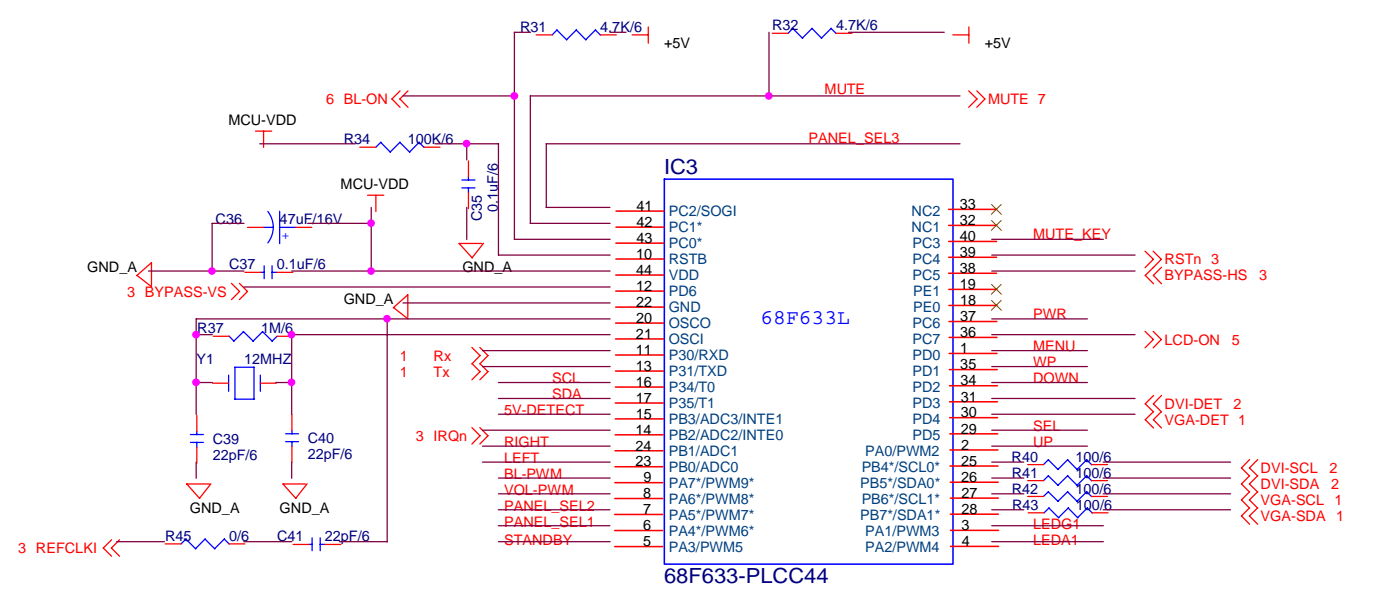 R31 4.7K/6
+5V
R32 4.7K/6
+5V
6 BL-ON
MUTE
MUTE 7
MCU-VDD
R34 100K/6
PANEL_SEL3
C35 0.1uF/6
GND_A
MCU-VDD
C36 47uF/16V
+
C37 0.1uF/6
GND_A
3 BYPASS-VS
GND_A
R37 1M/6
Y1 12MHZ
C39
22pF/6
C40
22pF/6
GND_A
GND_A
3 REFCLKI
R45 0/6
C41 22pF/6
1 Rx
1 Tx
SCL
SDA
5V-DETECT
3 IRQn
RIGHT
LEFT
BL-PWM
VOL-PWM
PANEL_SEL2
PANEL_SEL1
STANDBY
IC3
68F633L
41 PC2/SOGI
42 PC1*
43 PC0*
10 RSTB
44 VDD
12 PD6
22 GND
20 OSCO
21 OSCI
11 P30/RXD
13 P31/TXD
16 P34/T0
17 P35/T1
15 PB3/ADC3/INTE1
14 PB2/ADC2/INTE0
24 PB1/ADC1
23 PB0/ADC0
9 PA7*/PWM9*
8 PA6*/PWM8*
7 PA5*/PWM7*
6 PA4*/PWM6*
5 PA3/PWM5
NC2 33
NC1 32
PC3 40 MUTE_KEY
PC4 39 RSTn 3
PC5 38 BYPASS-HS 3
PE1 19
PE0 18
PC6 37 PWR
PC7 36 LCD-ON 5
PD0 1 MENU
PD1 35 WP
PD2 34 DOWN
PD3 31 DVI-DET 2
PD4 30 VGA-DET 1
PD5 29 SEL
PA0/PWM2 2 UP
PB4*/SCL0* 25 R40 100/6 DVI-SCL 2
PB5*/SDA0* 26 R41 100/6 DVI-SDA 2
PB6*/SCL1* 27 R42 100/6 VGA-SCL 1
PB7*/SDA1* 28 R43 100/6 VGA-SDA 1
PA1/PWM3 3 LEDG1
PA2/PWM4 4 LEDA1
68F633-PLCC44